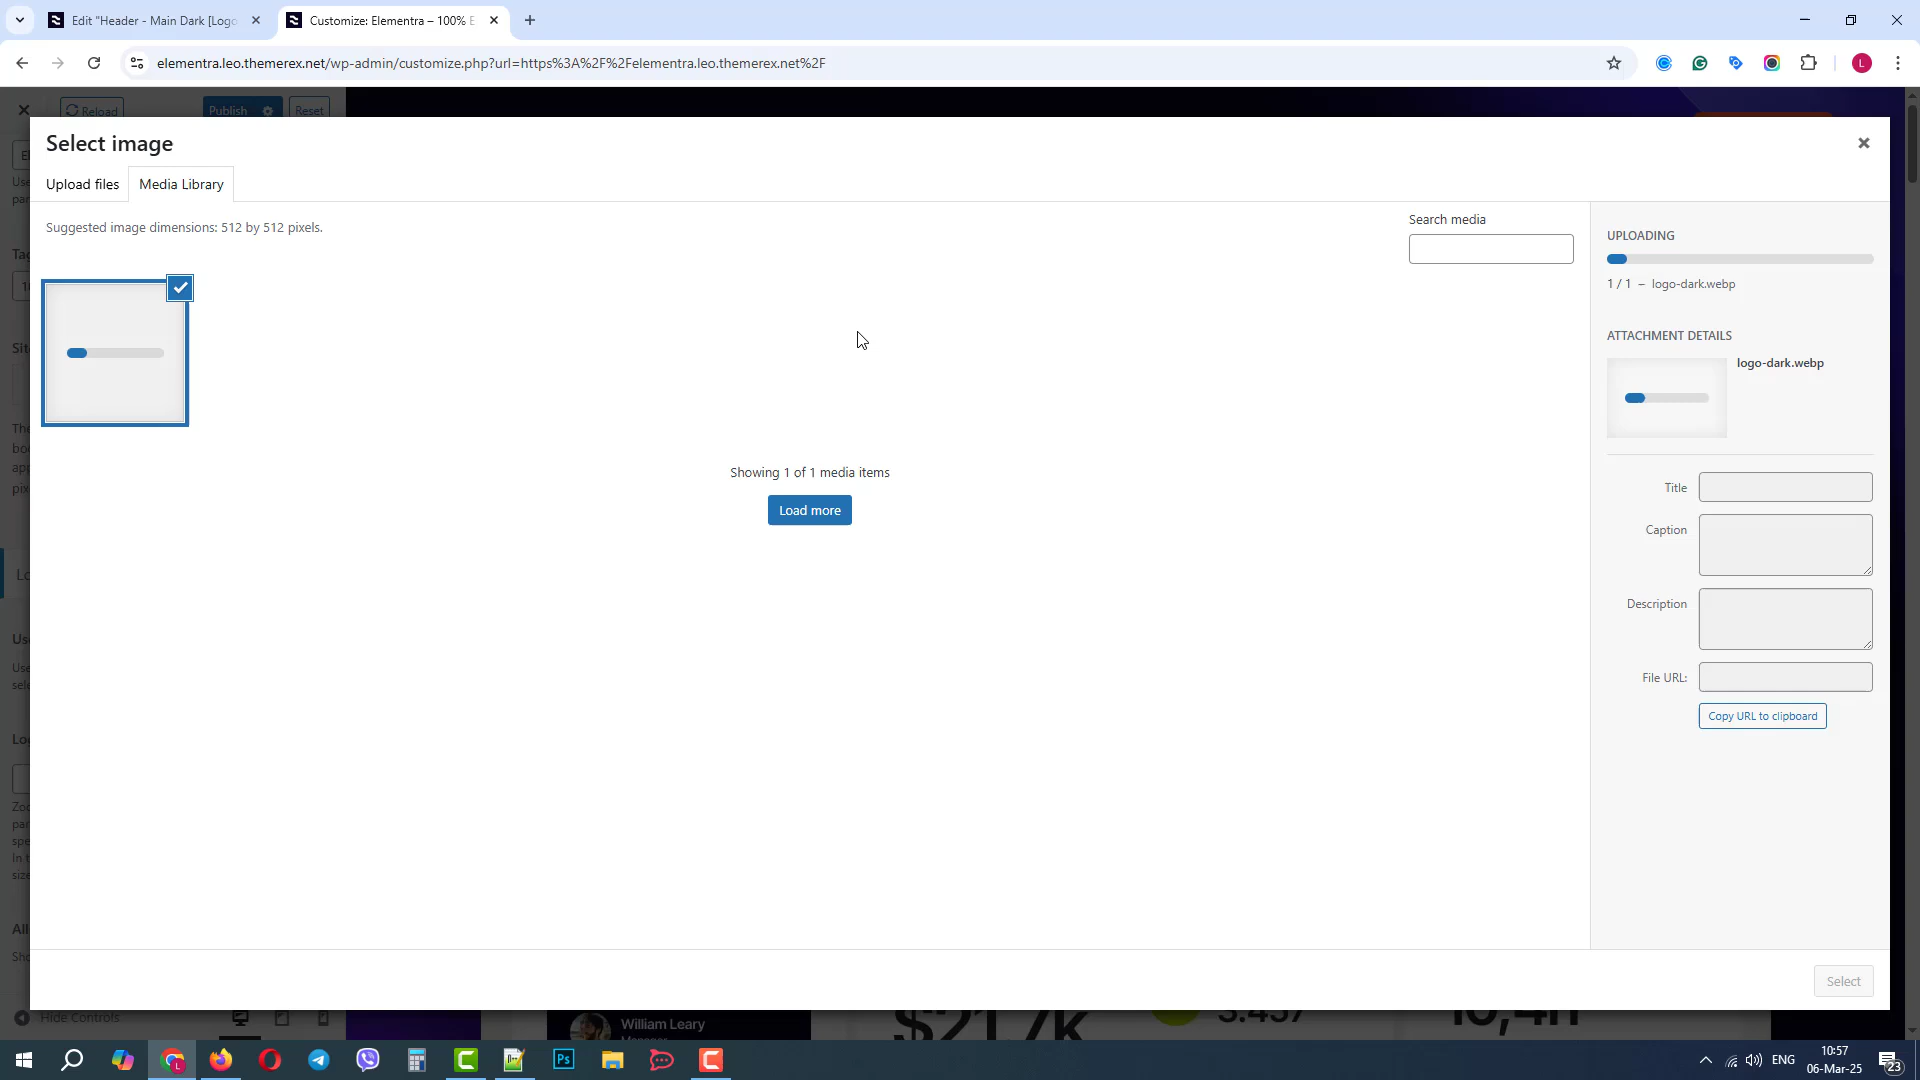 Edit "Header - Main Dark [Logo
Customize: Elementra – 100% E
elementra.leo.themerex.net/wp-admin/customize.php?url=https%3A%2F%2Felementra.leo.themerex.net%2F
Reload
Publish
Reset
Select image
Upload files
Media Library
Suggested image dimensions: 512 by 512 pixels.
Search media
UPLOADING
1 / 1 – logo-dark.webp
ATTACHMENT DETAILS
logo-dark.webp
Showing 1 of 1 media items
Load more
Title
Caption
Description
File URL:
Copy URL to clipboard
Select
Hide Controls
William Leary
Manager
$21.7k
3.457
ENG
10:57
06-Mar-25
23